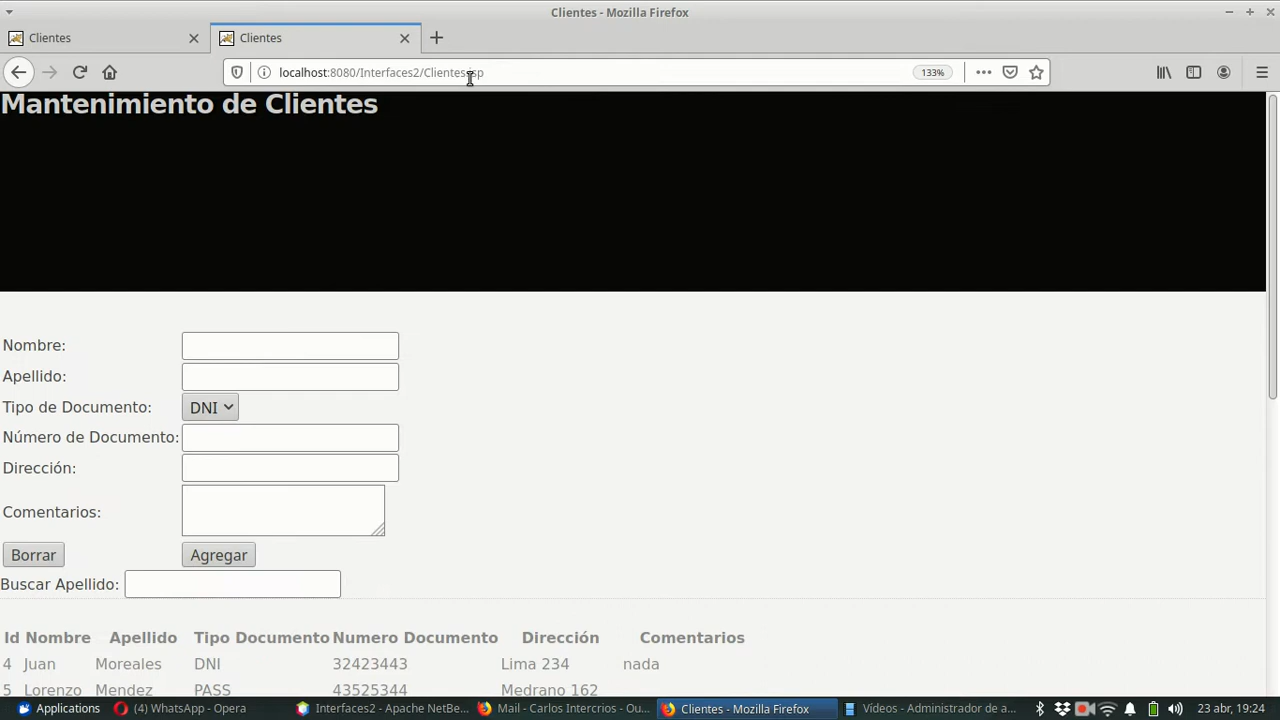 Clientes - Mozilla Firefox
Clientes
Clientes
localhost:8080/Interfaces2/Clientes.jsp
133%
Mantenimiento de Clientes
Nombre:
Apellido:
Tipo de Documento: DNI
Número de Documento:
Dirección:
Comentarios:
Borrar Agregar
Buscar Apellido:
Id Nombre Apellido Tipo Documento Numero Documento Dirección Comentarios
4 Juan Moreales DNI 32423443 Lima 234 nada
5 Lorenzo Mendez PASS 43525344 Medrano 162
Applications (4) WhatsApp - Opera Interfaces2 - Apache NetBe... Mail - Carlos Intercrios - Ou... Clientes - Mozilla Firefox Vídeos - Administrador de a... 23 abr, 19:24